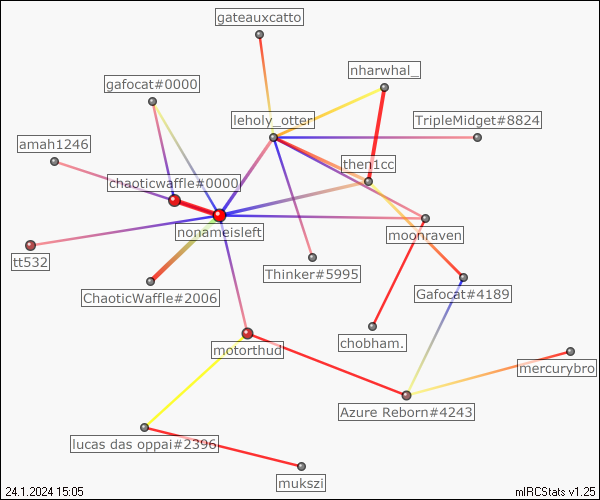 gateauxcatto
nharwhal_
gafocat#0000
leholy_otter
TripleMidget#8824
amah1246
then1cc
chaoticwaffle#0000
nonameisleft
moonraven
tt532
Thinker#5995
ChaoticWaffle#2006
Gafocat#4189
chobham.
motorthud
mercurybro
Azure Reborn#4243
lucas das oppai#2396
mukszi
24.1.2024 15:05
mIRCStats v1.25